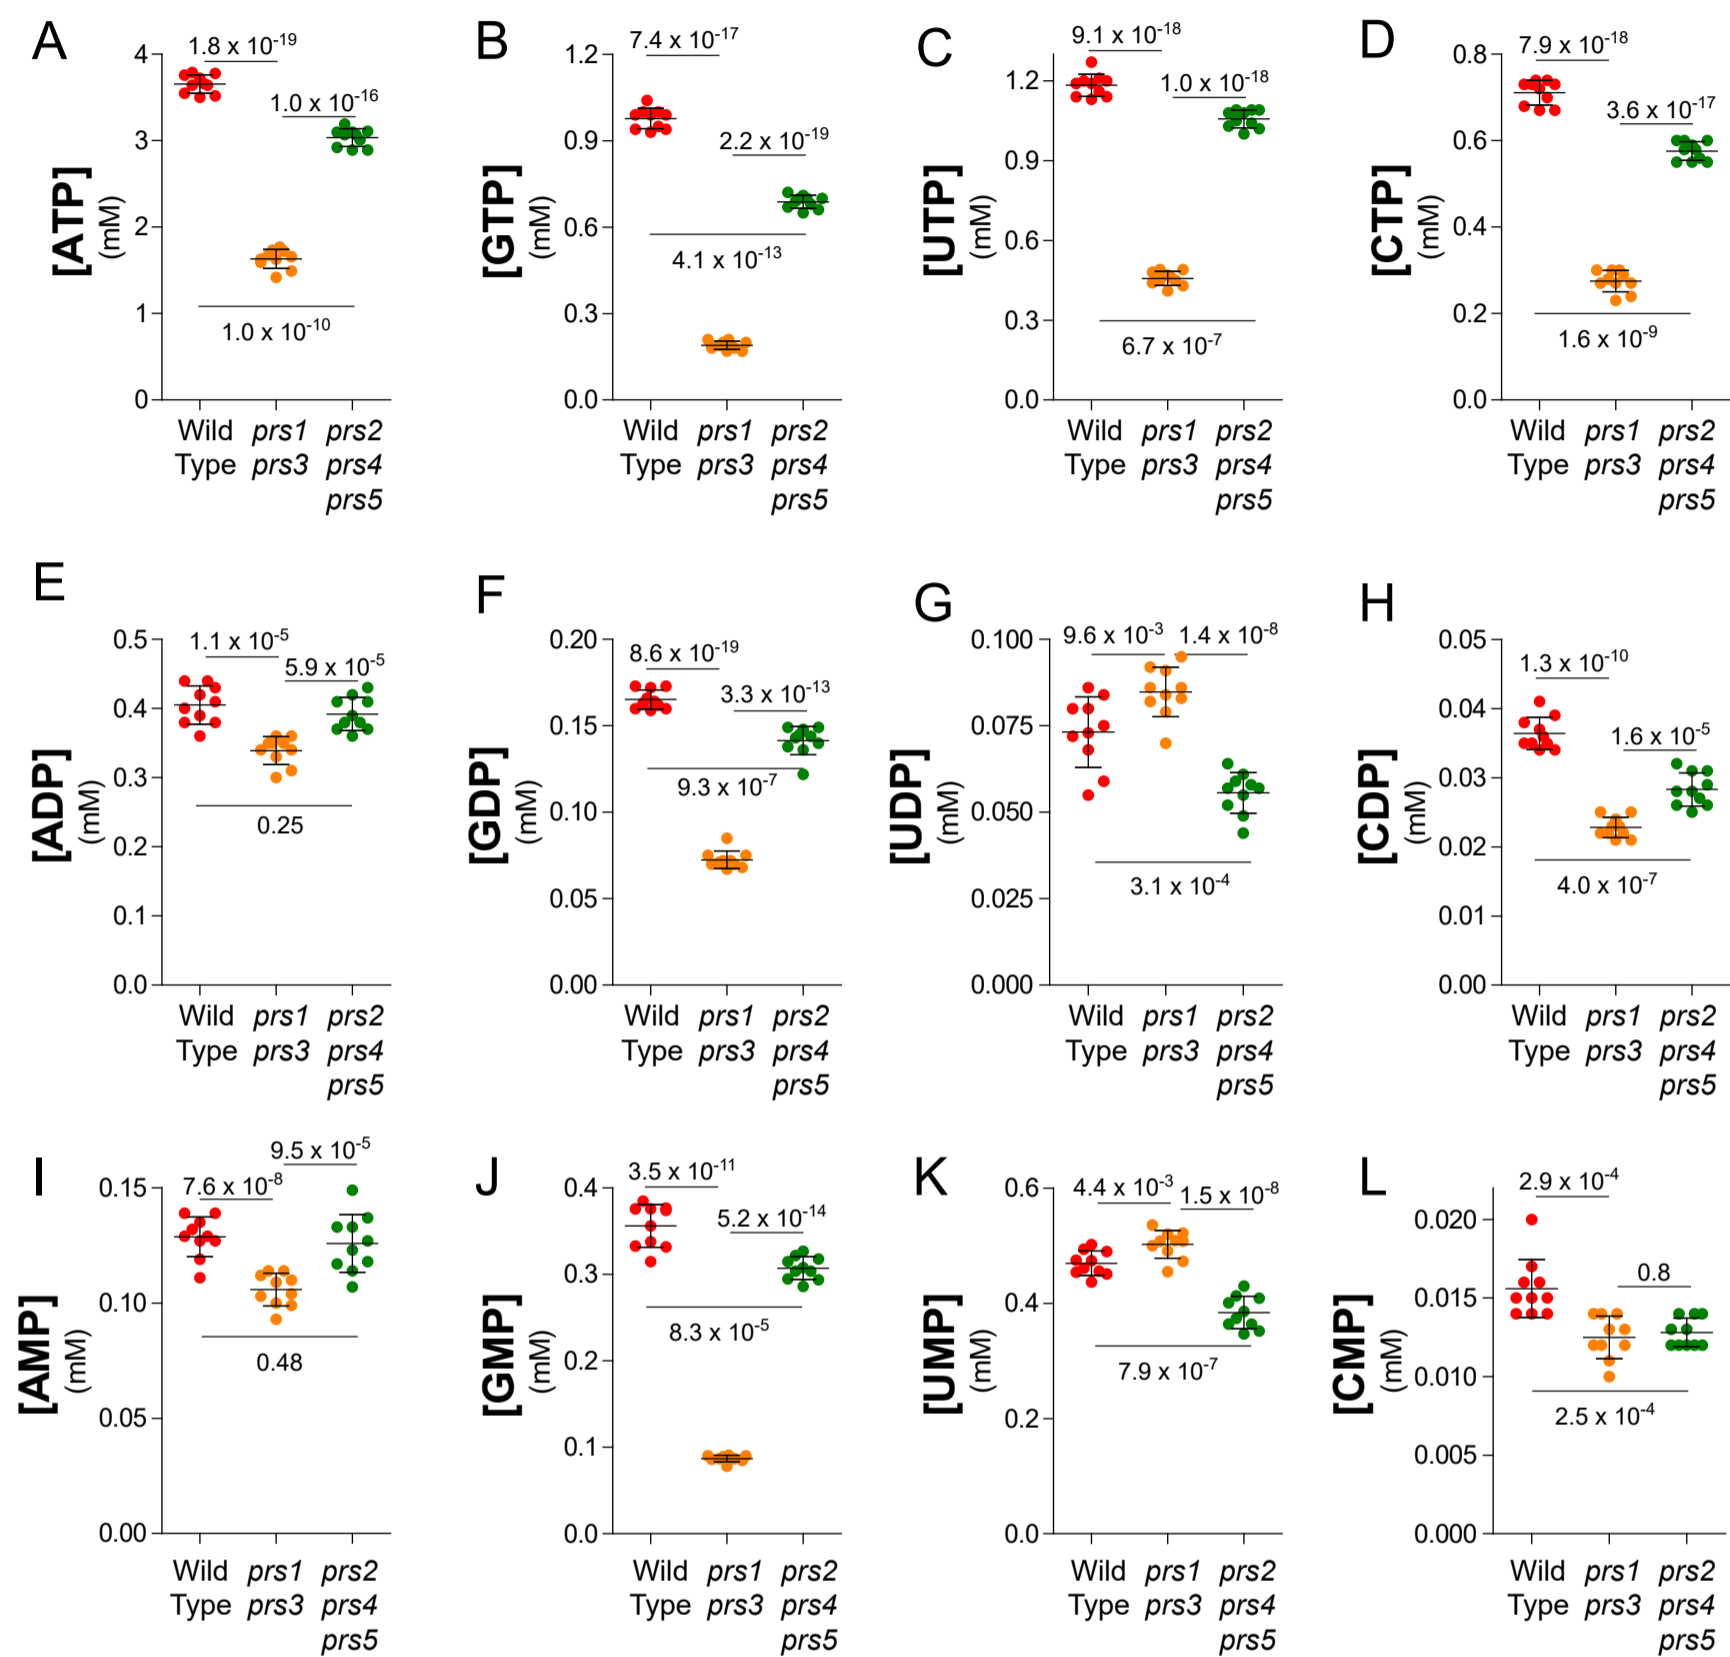 A
[ATP]
(mM)
4
3
2
1
0
1.8 x 10-19
1.0 x 10-16
1.0 x 10-10
Wild prs1 prs2
Type prs3 prs4
prs5
B
[GTP]
(mM)
1.2
0.9
0.6
0.3
0.0
7.4 x 10-17
2.2 x 10-19
4.1 x 10-13
Wild prs1 prs2
Type prs3 prs4
prs5
C
[UTP]
(mM)
1.2
0.9
0.6
0.3
0.0
9.1 x 10-18
1.0 x 10-18
6.7 x 10-7
Wild prs1 prs2
Type prs3 prs4
prs5
D
[CTP]
(mM)
0.8
0.6
0.4
0.2
0.0
7.9 x 10-18
3.6 x 10-17
1.6 x 10-9
Wild prs1 prs2
Type prs3 prs4
prs5
E
[ADP]
(mM)
0.5
0.4
0.3
0.2
0.1
0.0
1.1 x 10-5
5.9 x 10-5
0.25
Wild prs1 prs2
Type prs3 prs4
prs5
F
[GDP]
(mM)
0.20
0.15
0.10
0.05
0.00
8.6 x 10-19
3.3 x 10-13
9.3 x 10-7
Wild prs1 prs2
Type prs3 prs4
prs5
G
[UDP]
(mM)
0.100
0.075
0.050
0.025
0.000
9.6 x 10-3
1.4 x 10-8
3.1 x 10-4
Wild prs1 prs2
Type prs3 prs4
prs5
H
[CDP]
(mM)
0.05
0.04
0.03
0.02
0.01
0.00
1.3 x 10-10
1.6 x 10-5
4.0 x 10-7
Wild prs1 prs2
Type prs3 prs4
prs5
I
[AMP]
(mM)
0.15
0.10
0.05
0.00
9.5 x 10-5
7.6 x 10-8
0.48
Wild prs1 prs2
Type prs3 prs4
prs5
J
[GMP]
(mM)
0.4
0.3
0.2
0.1
0.0
3.5 x 10-11
5.2 x 10-14
8.3 x 10-5
Wild prs1 prs2
Type prs3 prs4
prs5
K
[UMP]
(mM)
0.6
0.4
0.2
0.0
4.4 x 10-3
1.5 x 10-8
7.9 x 10-7
Wild prs1 prs2
Type prs3 prs4
prs5
L
[CMP]
(mM)
0.020
0.015
0.010
0.005
0.000
2.9 x 10-4
0.8
2.5 x 10-4
Wild prs1 prs2
Type prs3 prs4
prs5